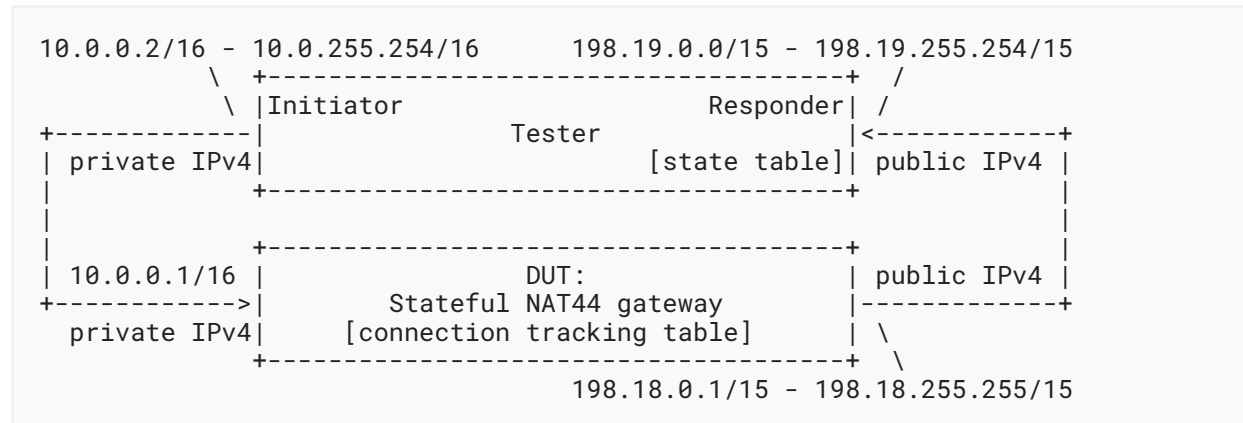 10.0.0.2/16 - 10.0.255.254/16      198.19.0.0/15 - 198.19.255.254/15
           \  +--------------------------------------+  /
            \ |Initiator                    Responder| /
+-------------|                Tester                |<------------+
| private IPv4|                         [state table]| public IPv4 |
|             +--------------------------------------+             |
|                                                                  |
|             +--------------------------------------+             |
| 10.0.0.1/16 |                 DUT:                 | public IPv4 |
+------------>|        Stateful NAT44 gateway        |-------------+
  private IPv4|     [connection tracking table]      | \
              +--------------------------------------+  \
                                  198.18.0.1/15 - 198.18.255.255/15